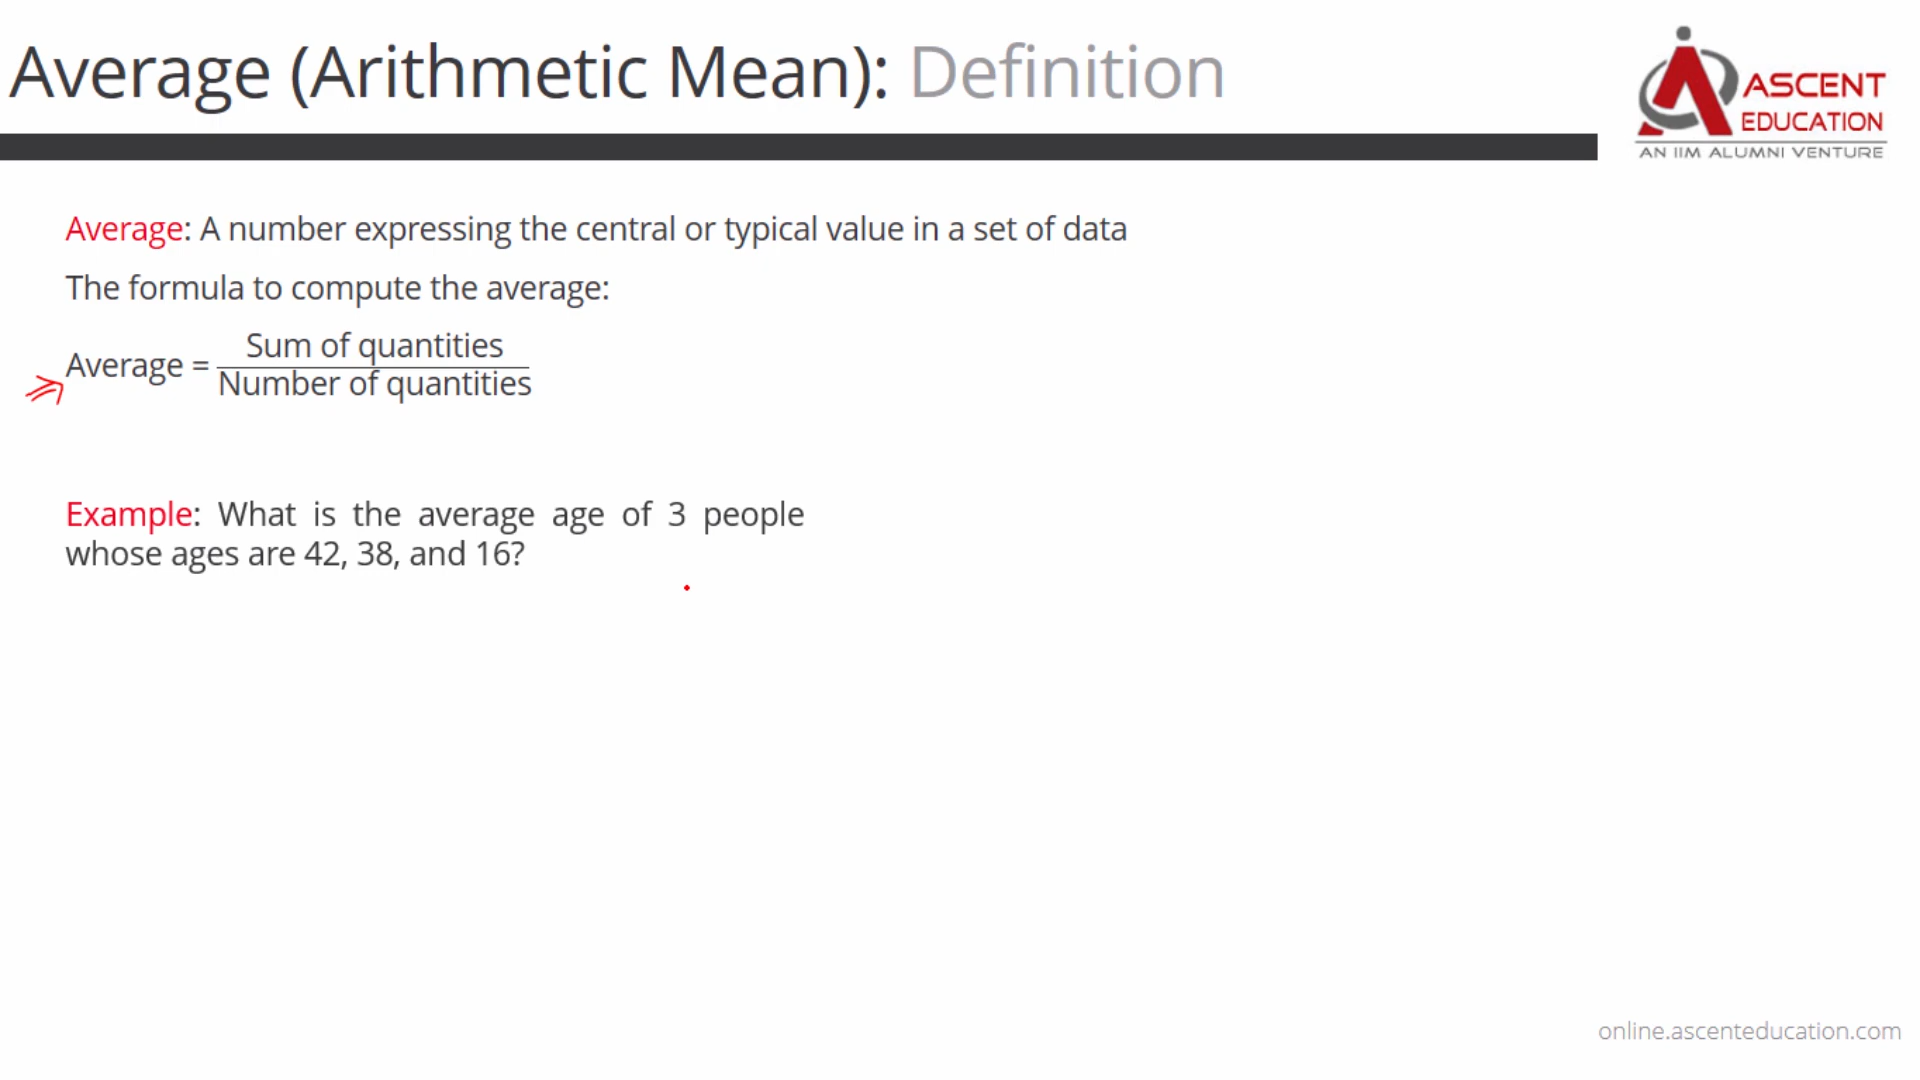 Average (Arithmetic Mean): Definition
ASCENT
EDUCATION
AN IIM ALUMNI VENTURE
Average: A number expressing the central or typical value in a set of data
The formula to compute the average:
Average = Sum of quantities
Number of quantities
Example: What is the average age of 3 people
whose ages are 42, 38, and 16?
online.ascenteducation.com